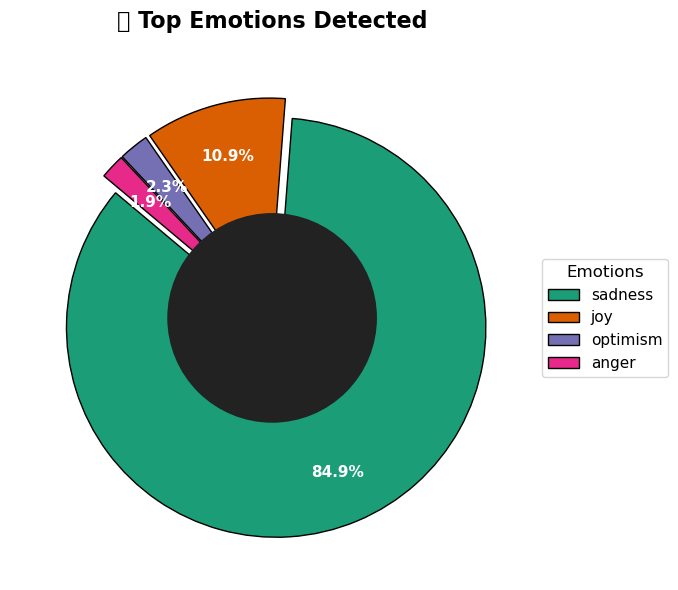 Top Emotions Detected
10.9%
2.3%
1.9%
84.9%
Emotions
sadness
joy
optimism
anger